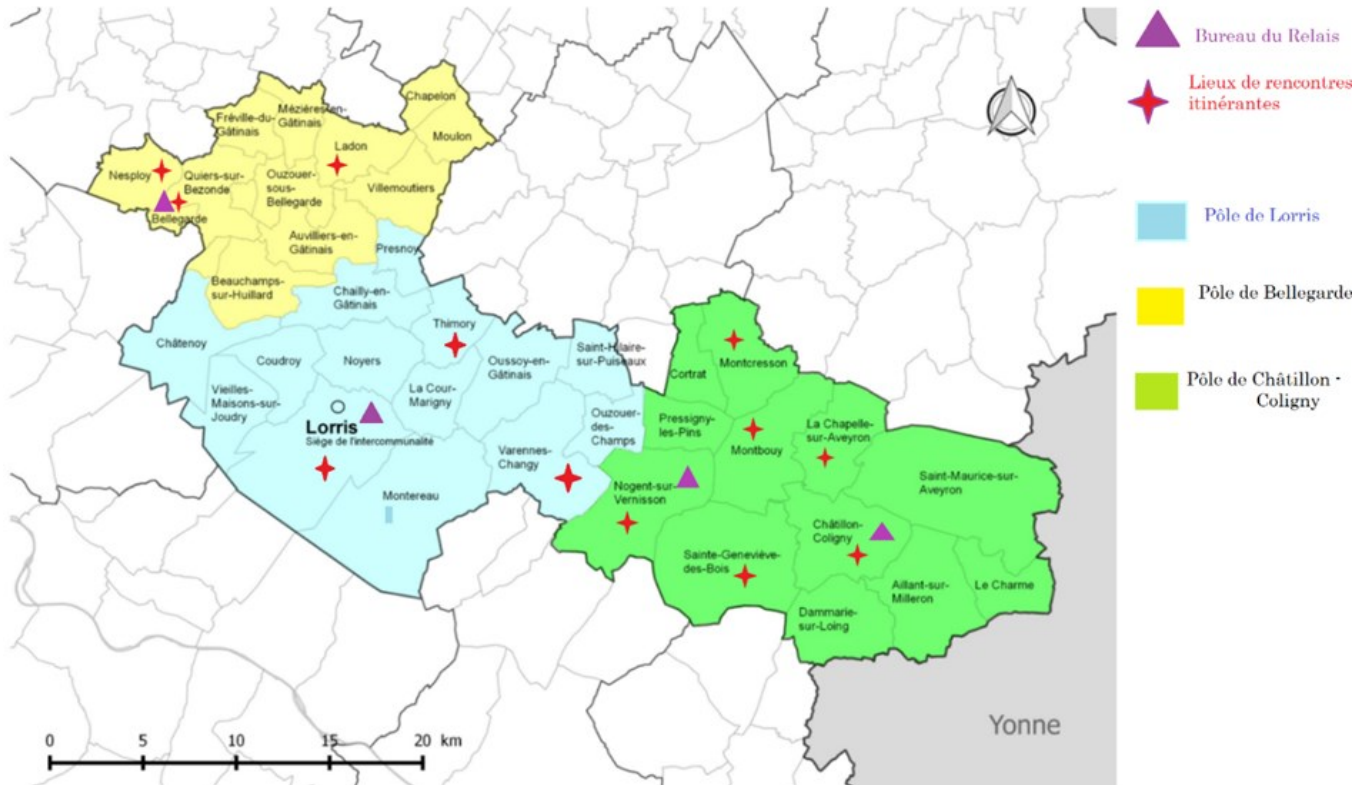 Bureau du Relais
Lieux de rencontres
itinérantes
Pôle de Lorris
Pôle de Bellegarde
Pôle de Châtillon -
Coligny
Chapelon
Mézières-en-
Gâtinais
Fréville-du-
Gâtinais
Moulon
Ladon
Nesploy
Quiers-sur-
Bezonde
Ouzouer-
sous-
Bellegarde
Villemoutiers
Bellegarde
Auvilliers-en-
Gâtinais
Presnoy
Beauchamps-
sur-Huillard
Chailly-en-
Gâtinais
Thimory
Châtenoy
Coudroy
Noyers
Oussoy-en-
Gâtinais
Saint-Hilaire-
sur-Puiseaux
Vieilles-
Maisons-sur-
Joudry
La Cour-
Marigny
Lorris
Siège de l'intercommunalité
Ouzouer-
des-
Champs
Varennes-
Changy
Montereau
Cortrat
Montcresson
Pressigny-
les-Pins
Montbouy
La Chapelle-
sur-Aveyron
Saint-Maurice-sur-
Aveyron
Nogent-sur-
Vernisson
Châtillon-
Coligny
Sainte-Geneviève-
des-Bois
Aillant-sur-
Milleron
Le Charme
Dammarie-
sur-Loing
Yonne
0 5 10 15 20 km